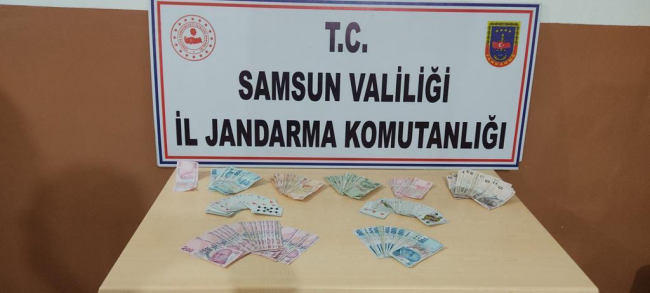 T.C.
SAMSUN VALİLİĞİ
İL JANDARMA KOMUTANLIĞI